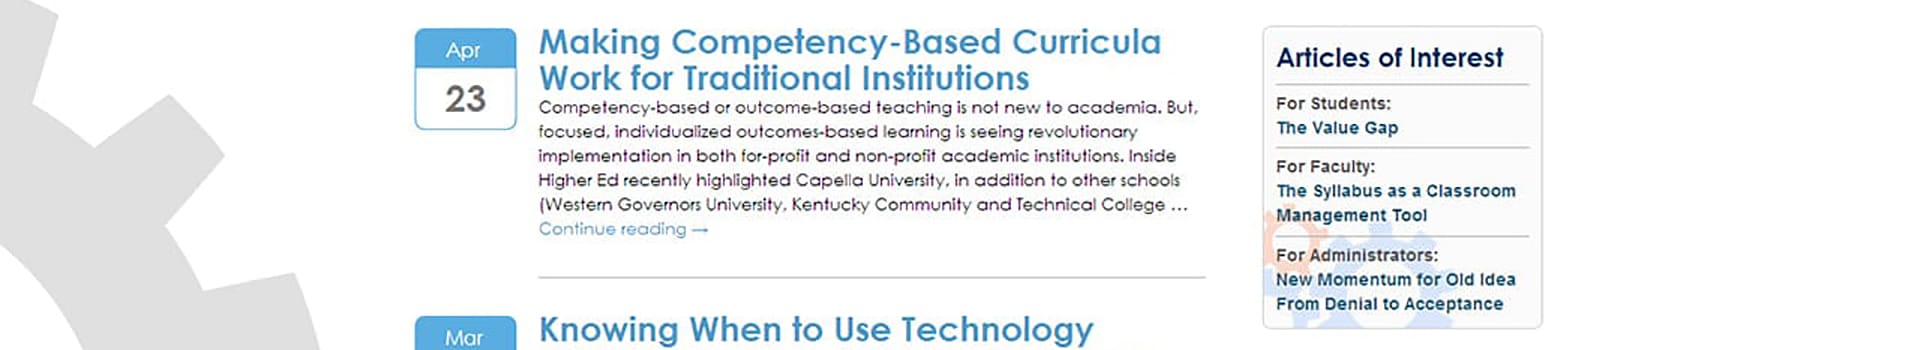 Apr
23
Making Competency-Based Curricula
Work for Traditional Institutions
Competency-based or outcome-based teaching is not new to academia. But,
focused, individualized outcomes-based learning is seeing revolutionary
implementation in both for-profit and non-profit academic institutions. Inside
Higher Ed recently highlighted Capella University, in addition to other schools
(Western Governors University, Kentucky Community and Technical College ...
Continue reading →
Mar
Knowing When to Use Technology
Articles of Interest
For Students:
The Value Gap
For Faculty:
The Syllabus as a Classroom
Management Tool
For Administrators:
New Momentum for Old Idea
From Denial to Acceptance